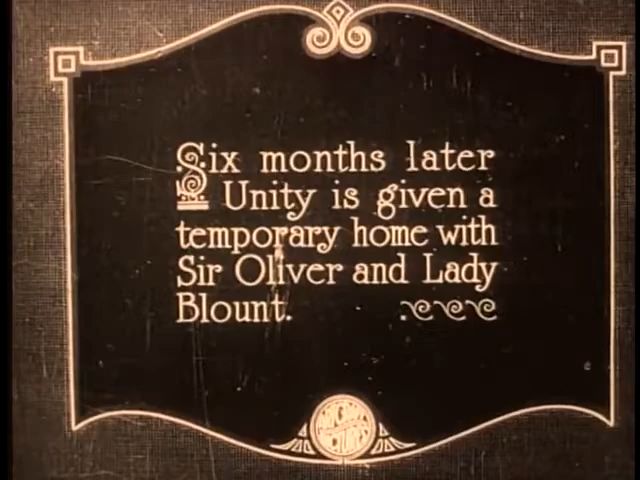 Six months later
Unity is given a
temporary home with
Sir Oliver and Lady
Blount.